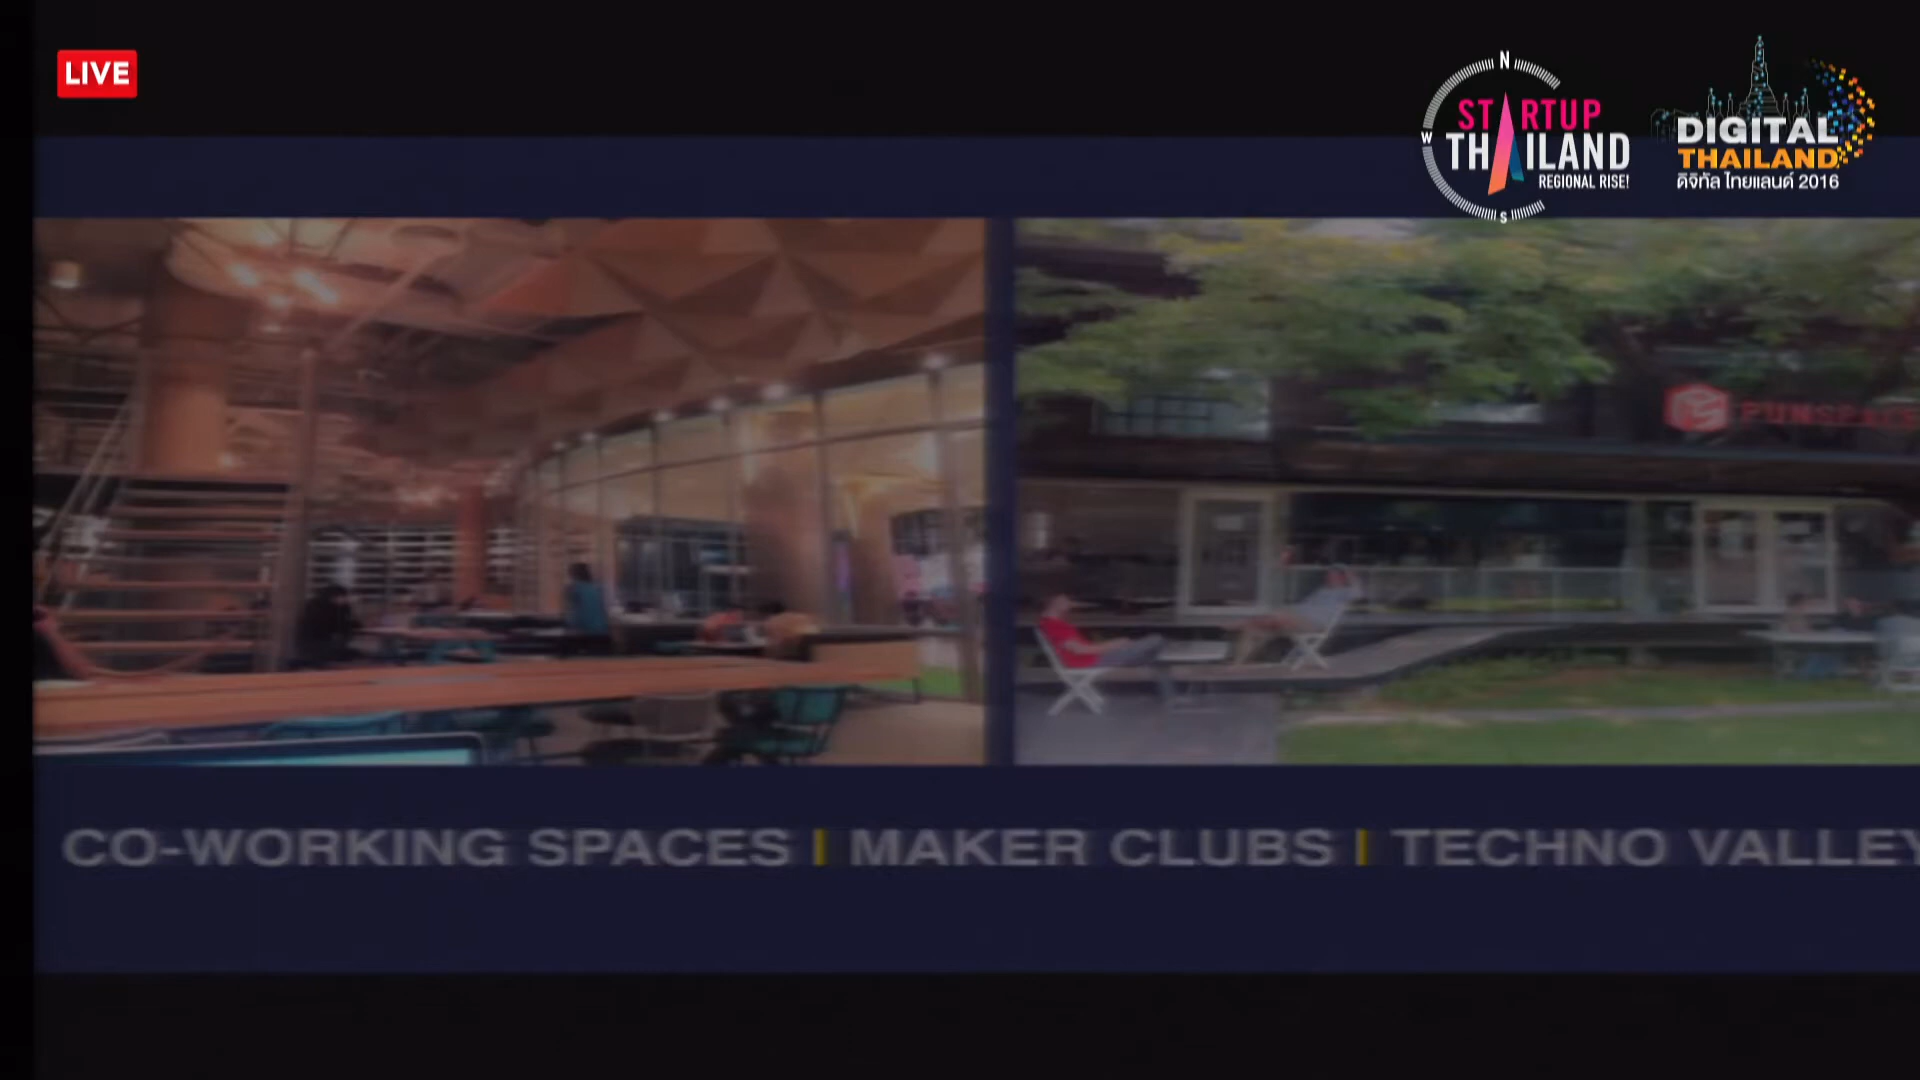 LIVE
N
STARTUP
W THAILAND
REGIONAL RISE!
S
DIGITAL
THAILAND
ดิจิทัล ไทยแลนด์ 2016
PUNSPACE
CO-WORKING SPACES | MAKER CLUBS | TECHNO VALLEY